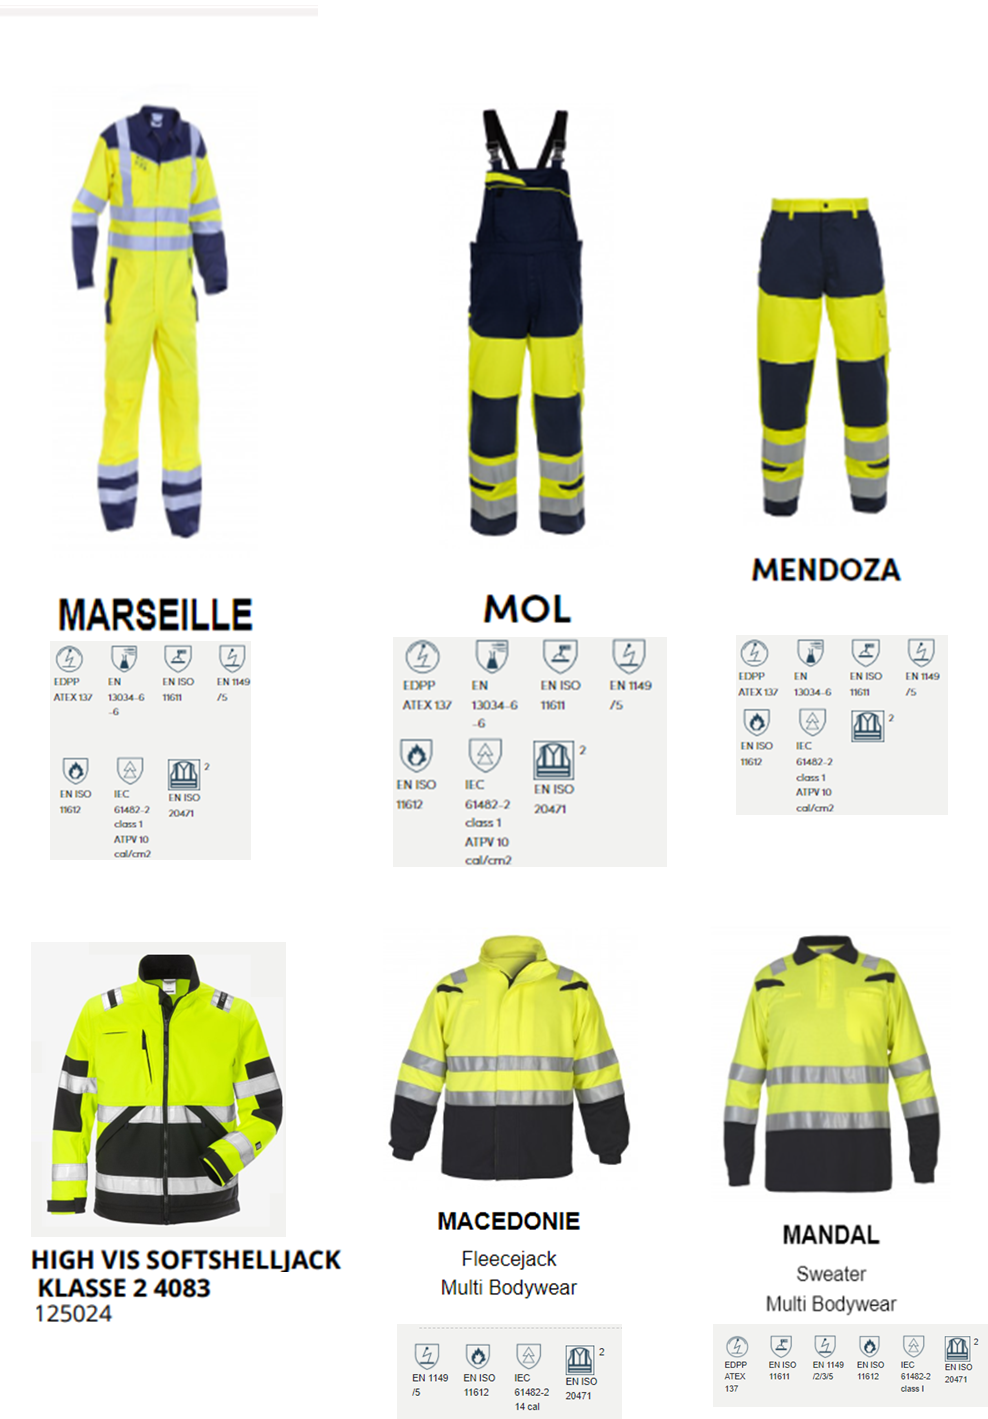 MARSEILLE
EDPP
ATEX 137
EN
13034-6
-6
EN ISO
11611
EN 1149
/5
EN ISO
11612
IEC
61482-2
class 1
ATPV 10
cal/cm2
2
EN ISO
20471
MOL
EDPP
ATEX 137
EN
13034-6
-6
EN ISO
11611
EN 1149
/5
EN ISO
11612
IEC
61482-2
class 1
ATPV 10
cal/cm2
2
EN ISO
20471
MENDOZA
EDPP
ATEX 137
EN
13034-6
EN ISO
11611
EN 1149
/5
EN ISO
11612
IEC
61482-2
class 1
ATPV 10
cal/cm2
2
HIGH VIS SOFTSHELLJACK
KLASSE 2 4083
125024
MACEDONIE
Fleecejack
Multi Bodywear
EN 1149
/5
EN ISO
11612
IEC
61482-2
14 cal
2
EN ISO
20471
MANDAL
Sweater
Multi Bodywear
EDPP
ATEX
137
EN ISO
11611
EN 1149
/2/3/5
EN ISO
11612
IEC
61482-2
class I
2
EN ISO
20471